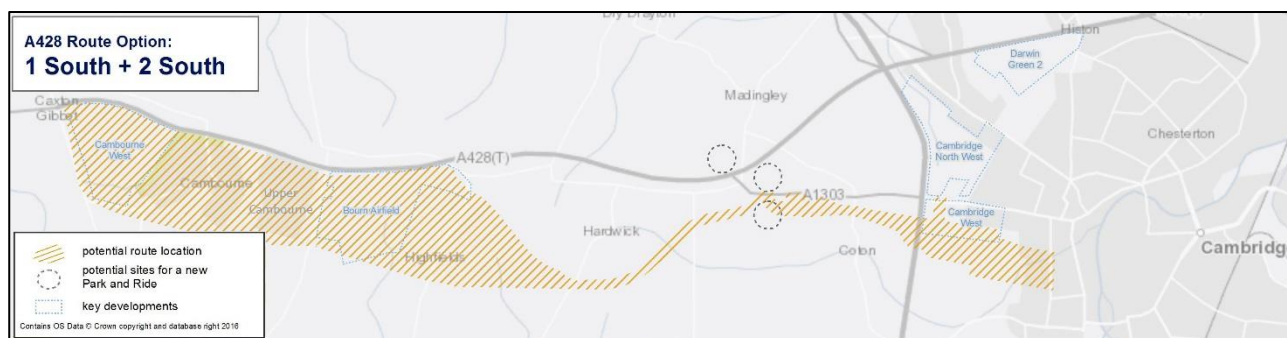 Dry Drayton
A428 Route Option:
1 South + 2 South
Histon
Darwin
Green 2
Madingley
Caxton
Gibbet
Chesterton
Cambourne
West
Cambridge
North West
A428(T)
Cambourne
Upper
Cambourne
Bourn Airfield
A1303
Cambridge
West
Hardwick
Coton
Highfields
Cambridg
potential route location
potential sites for a new
Park and Ride
key developments
Contains OS Data © Crown copyright and database right 2016